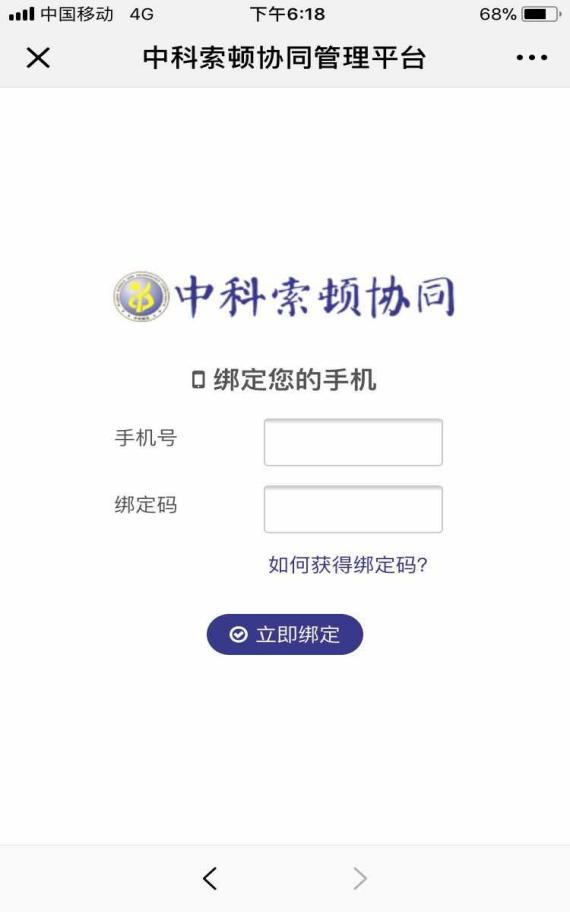 中国移动 4G 下午6:18 68%
中科索顿协同管理平台
中科索顿协同
绑定您的手机
手机号
绑定码
如何获得绑定码?
立即绑定